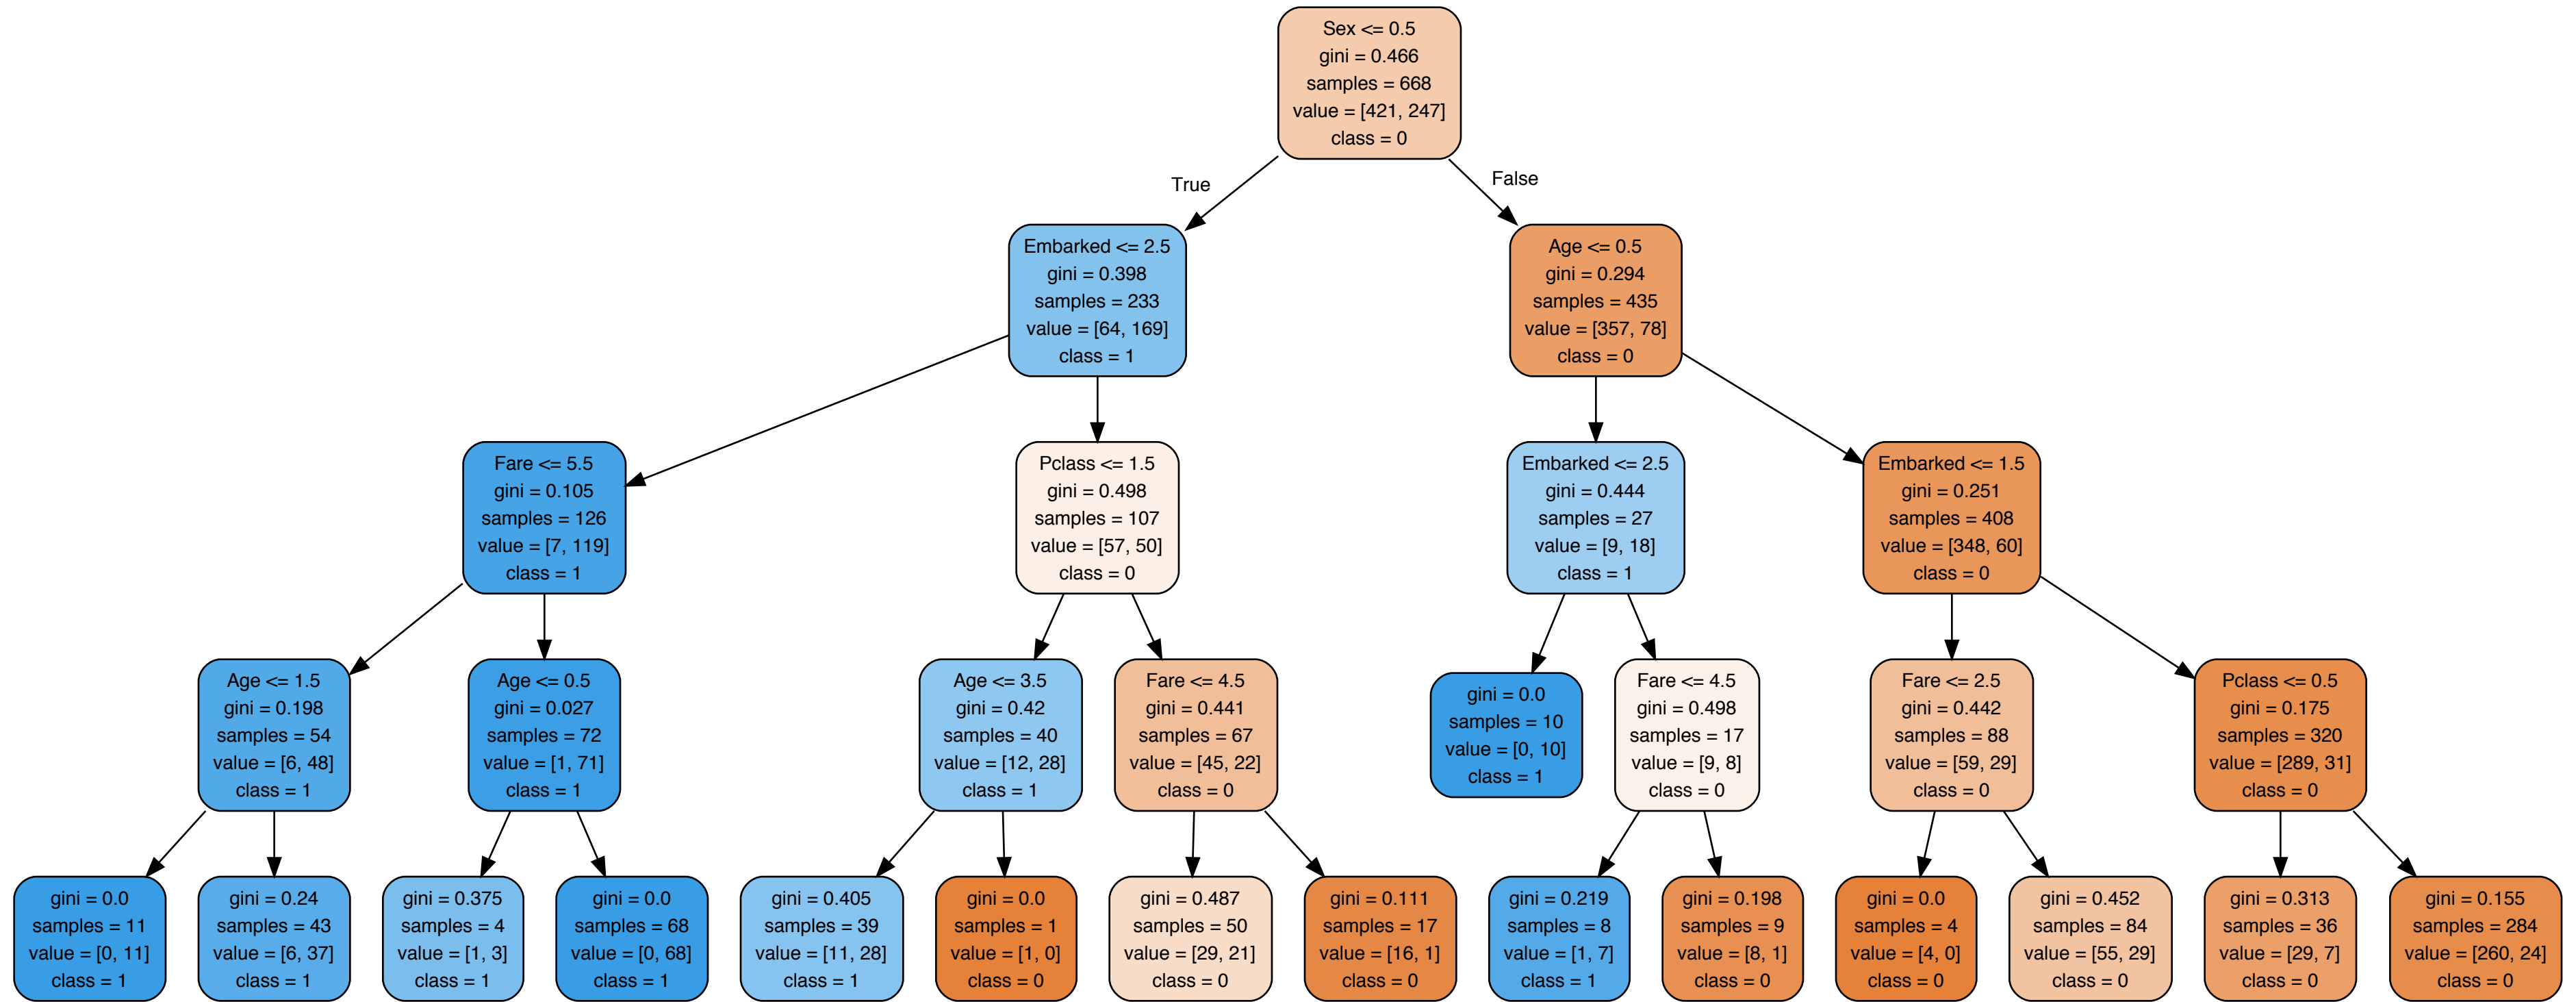 Sex <= 0.5
gini = 0.466
samples = 668
value = [421, 247]
class = 0
True
False
Embarked <= 2.5
gini = 0.398
samples = 233
value = [64, 169]
class = 1
Age <= 0.5
gini = 0.294
samples = 435
value = [357, 78]
class = 0
Fare <= 5.5
gini = 0.105
samples = 126
value = [7, 119]
class = 1
Pclass <= 1.5
gini = 0.498
samples = 107
value = [57, 50]
class = 0
Embarked <= 2.5
gini = 0.444
samples = 27
value = [9, 18]
class = 1
Embarked <= 1.5
gini = 0.251
samples = 408
value = [348, 60]
class = 0
Age <= 1.5
gini = 0.198
samples = 54
value = [6, 48]
class = 1
Age <= 0.5
gini = 0.027
samples = 72
value = [1, 71]
class = 1
Age <= 3.5
gini = 0.42
samples = 40
value = [12, 28]
class = 1
Fare <= 4.5
gini = 0.441
samples = 67
value = [45, 22]
class = 0
gini = 0.0
samples = 10
value = [0, 10]
class = 1
Fare <= 4.5
gini = 0.498
samples = 17
value = [9, 8]
class = 0
Fare <= 2.5
gini = 0.442
samples = 88
value = [59, 29]
class = 0
Pclass <= 0.5
gini = 0.175
samples = 320
value = [289, 31]
class = 0
gini = 0.0
samples = 11
value = [0, 11]
class = 1
gini = 0.24
samples = 43
value = [6, 37]
class = 1
gini = 0.375
samples = 4
value = [1, 3]
class = 1
gini = 0.0
samples = 68
value = [0, 68]
class = 1
gini = 0.405
samples = 39
value = [11, 28]
class = 1
gini = 0.0
samples = 1
value = [1, 0]
class = 0
gini = 0.487
samples = 50
value = [29, 21]
class = 0
gini = 0.111
samples = 17
value = [16, 1]
class = 0
gini = 0.219
samples = 8
value = [1, 7]
class = 1
gini = 0.198
samples = 9
value = [8, 1]
class = 0
gini = 0.0
samples = 4
value = [4, 0]
class = 0
gini = 0.452
samples = 84
value = [55, 29]
class = 0
gini = 0.313
samples = 36
value = [29, 7]
class = 0
gini = 0.155
samples = 284
value = [260, 24]
class = 0